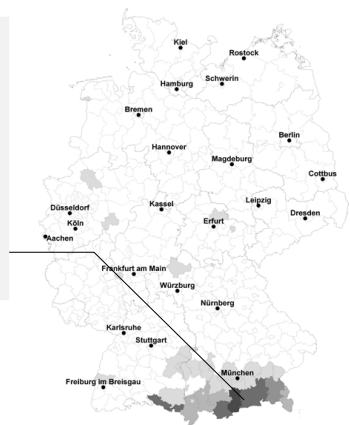 Kiel
Rostock
Schwerin
Hamburg
Bremen
Berlin
Hannover
Magdeburg
Cottbus
Leipzig
Kassel
Düsseldorf
Dresden
Erfurt
Köln
Aachen
Frankfurt am Main
Würzburg
Nürnberg
Karlsruhe
Stuttgart
München
Freiburg im Breisgau